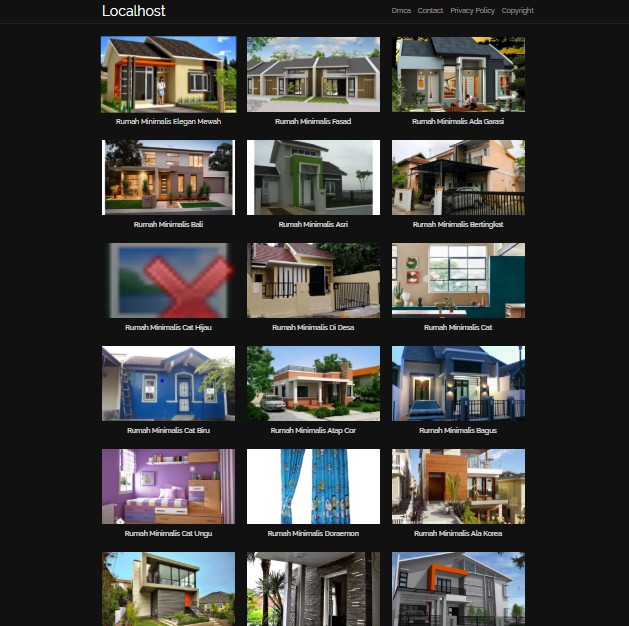 Localhost
Dmca Contact Privacy Policy Copyright
Rumah Minimalis Elegan Mewah
Rumah Minimalis Fasad
Rumah Minimalis Ada Garasi
Rumah Minimalis Bali
Rumah Minimalis Asri
Rumah Minimalis Bertingkat
Rumah Minimalis Cat Hijau
Rumah Minimalis Di Desa
Rumah Minimalis Cat
Rumah Minimalis Cat Biru
Rumah Minimalis Atap Cor
Rumah Minimalis Bagus
Rumah Minimalis Cat Ungu
Rumah Minimalis Doraemon
Rumah Minimalis Ala Korea